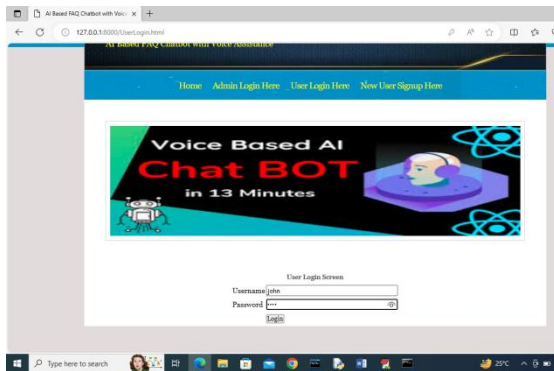 AI Based FAQ Chatbot with Voic
127.0.0.1:8000/UserLogin.html
AI Based FAQ Chatbot with Voice Assistance
Home Admin Login Here User Login Here New User Signup Here
Voice Based AI
Chat BOT
in 13 Minutes
User Login Screen
Username john
Password ••••
Login
Type here to search
25°C